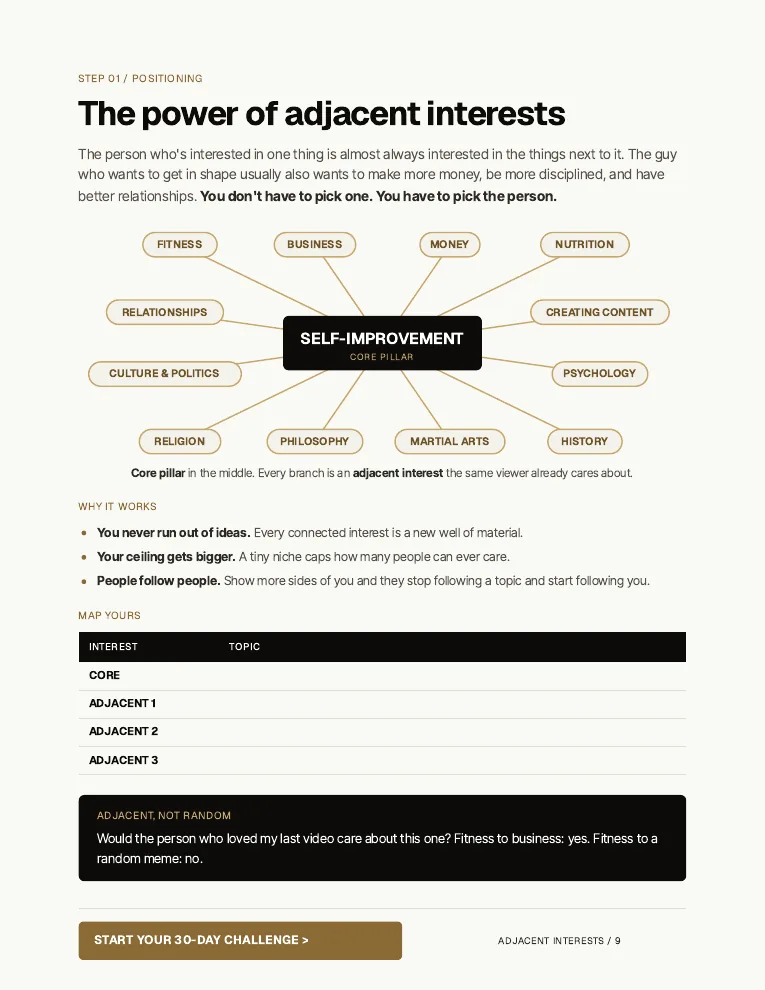 STEP 01 / POSITIONING
The power of adjacent interests
The person who's interested in one thing is almost always interested in the things next to it. The guy
who wants to get in shape usually also wants to make more money, be more disciplined, and have
better relationships. You don't have to pick one. You have to pick the person.
FITNESS
BUSINESS
MONEY
NUTRITION
RELATIONSHIPS
CREATING CONTENT
SELF-IMPROVEMENT
CORE PILLAR
CULTURE & POLITICS
PSYCHOLOGY
RELIGION
PHILOSOPHY
MARTIAL ARTS
HISTORY
Core pillar in the middle. Every branch is an adjacent interest the same viewer already cares about.
WHY IT WORKS
• You never run out of ideas. Every connected interest is a new well of material.
• Your ceiling gets bigger. A tiny niche caps how many people can ever care.
• People follow people. Show more sides of you and they stop following a topic and start following you.
MAP YOURS
INTEREST TOPIC
CORE
ADJACENT 1
ADJACENT 2
ADJACENT 3
ADJACENT, NOT RANDOM
Would the person who loved my last video care about this one? Fitness to business: yes. Fitness to a
random meme: no.
START YOUR 30-DAY CHALLENGE >
ADJACENT INTERESTS / 9